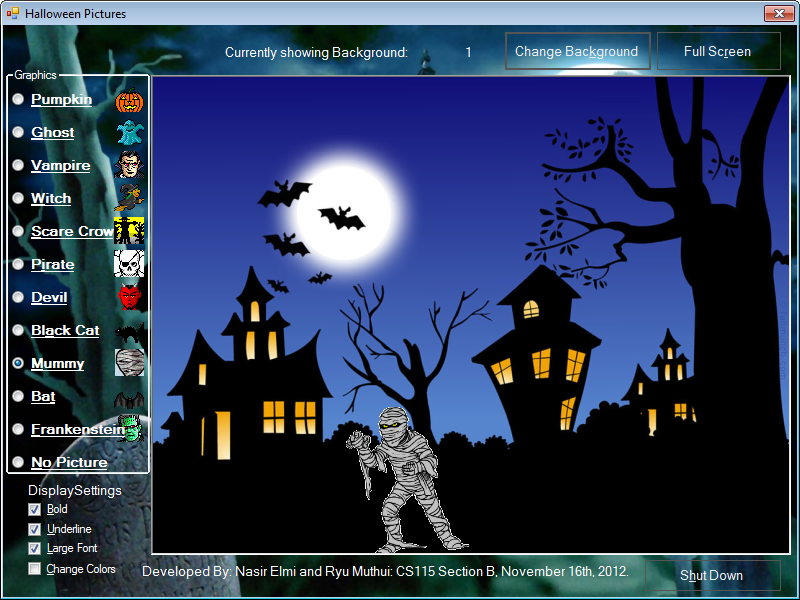 Halloween Pictures
Currently showing Background: 1
Change Background
Full Screen
Graphics
Pumpkin
Ghost
Vampire
Witch
Scare Crow
Pirate
Devil
Black Cat
Mummy
Bat
Frankenstein
No Picture
DisplaySettings
Bold
Underline
Large Font
Change Colors
Developed By: Nasir Elmi and Ryu Muthui: CS115 Section B, November 16th, 2012.
Shut Down